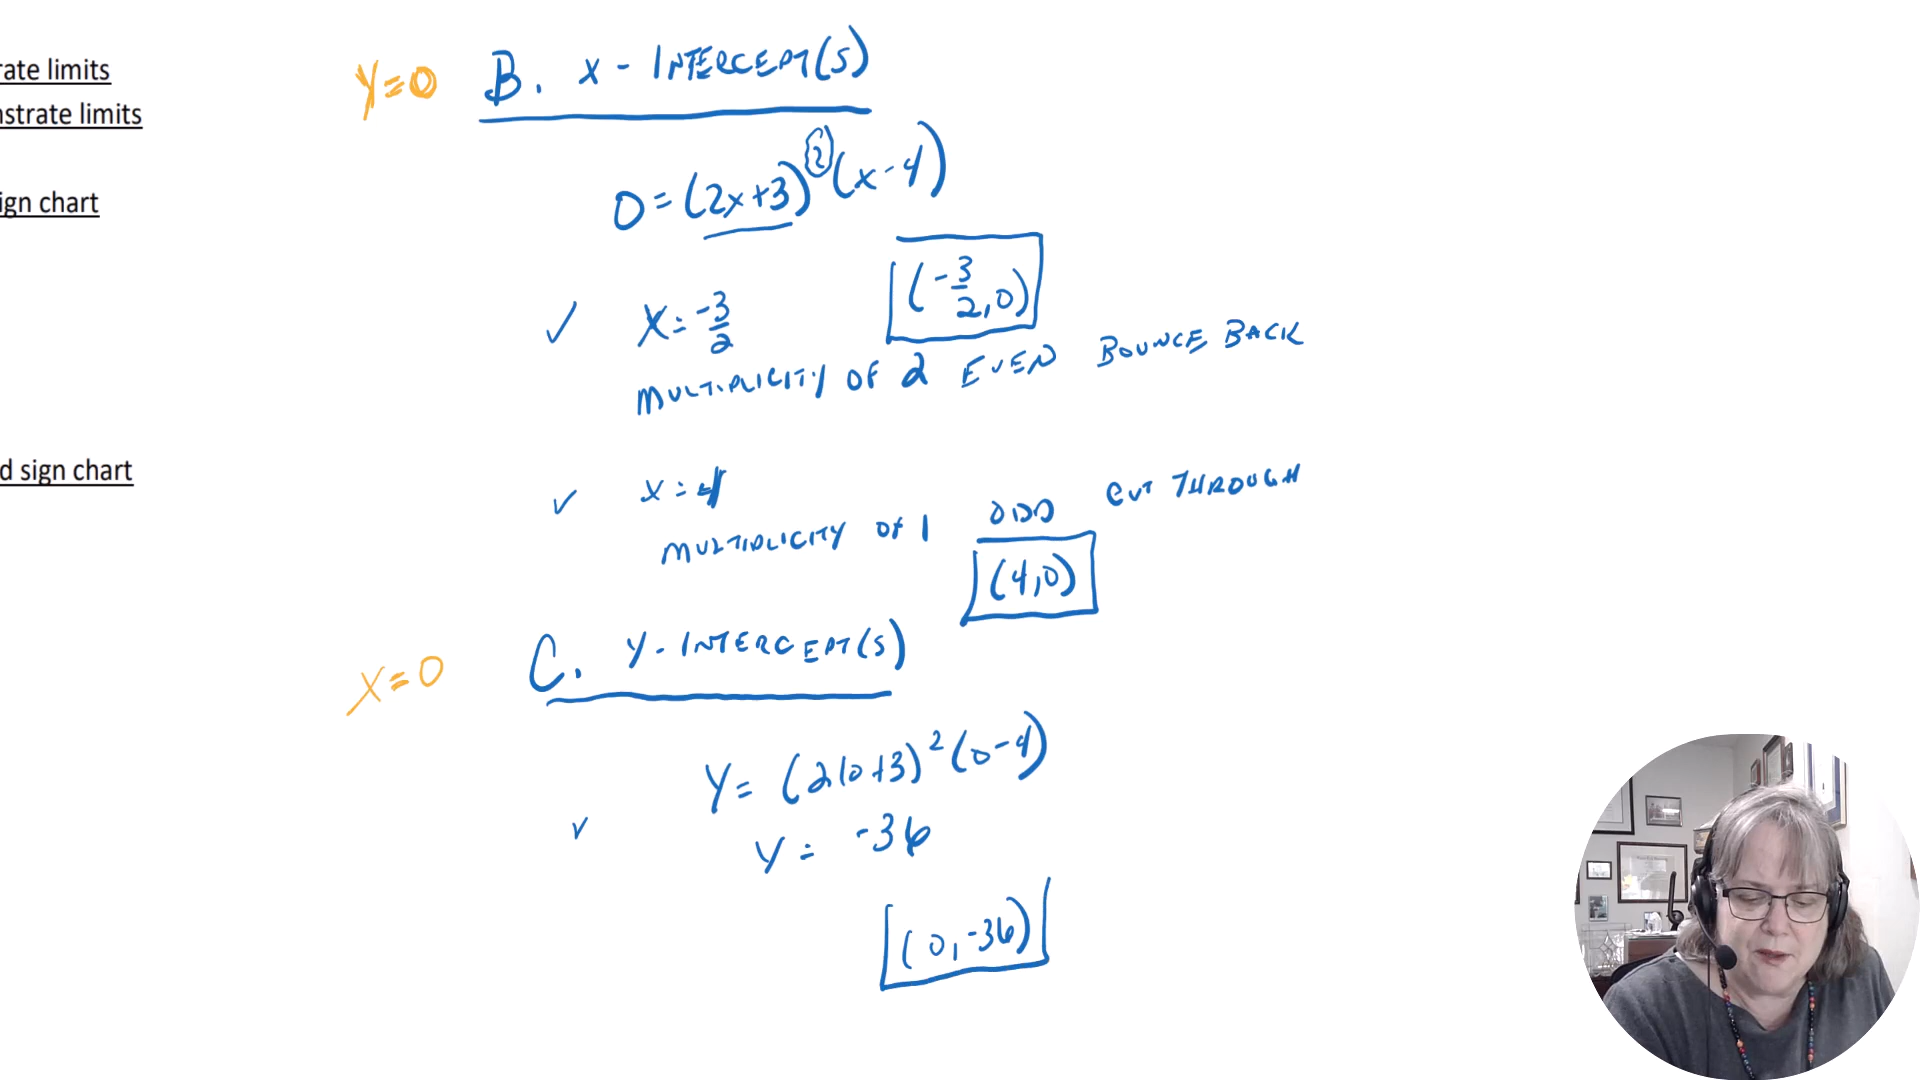 rate limits
nstrate limits
ign chart
d sign chart
Y=0 B. X-INTERCEPT(S)
0=(2x+3)²(x-4)
X=-3/2 (-3/2,0)
MULTIPLICITY OF 2 EVEN BOUNCE BACK
X=4
MULTIPLICITY OF 1 ODD CUT THROUGH
(4,0)
X=0 C. Y-INTERCEPT(S)
Y=(2(0+3)²(0-4)
Y=-36
(0,-36)